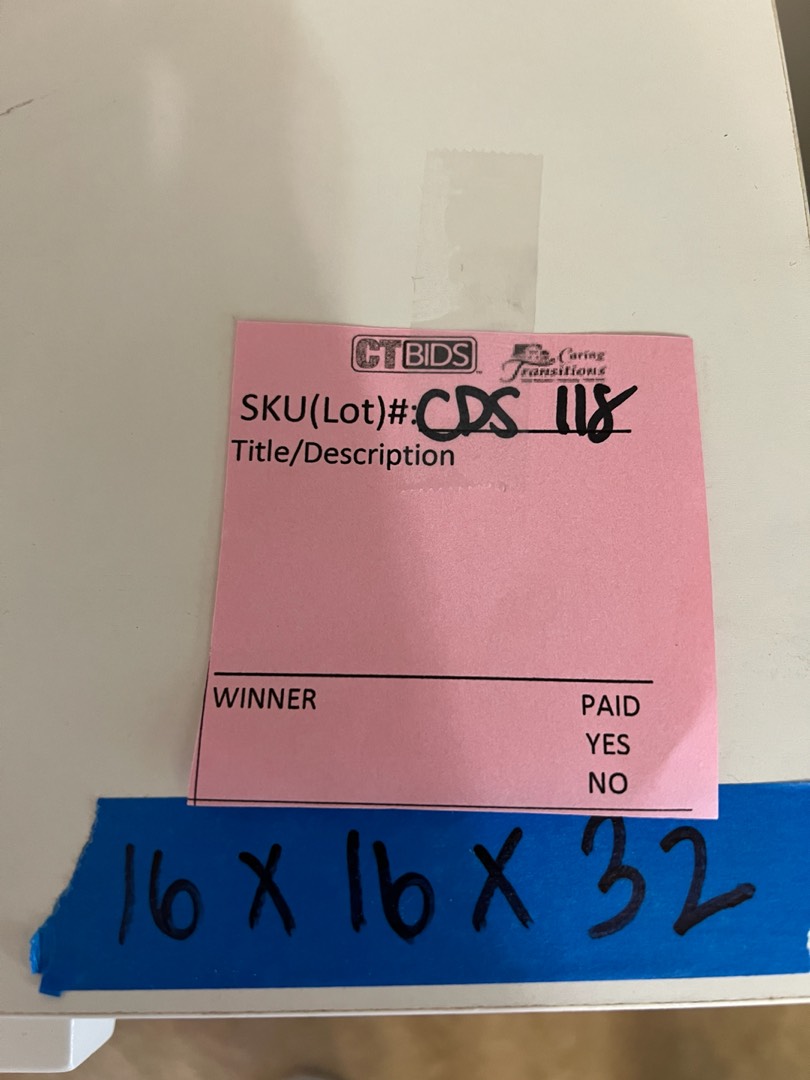 CTBIDS
Caring
Transitions
SKU(Lot)#: CDS 118
Title/Description
WINNER
PAID
YES
NO
16 X 16 X 32